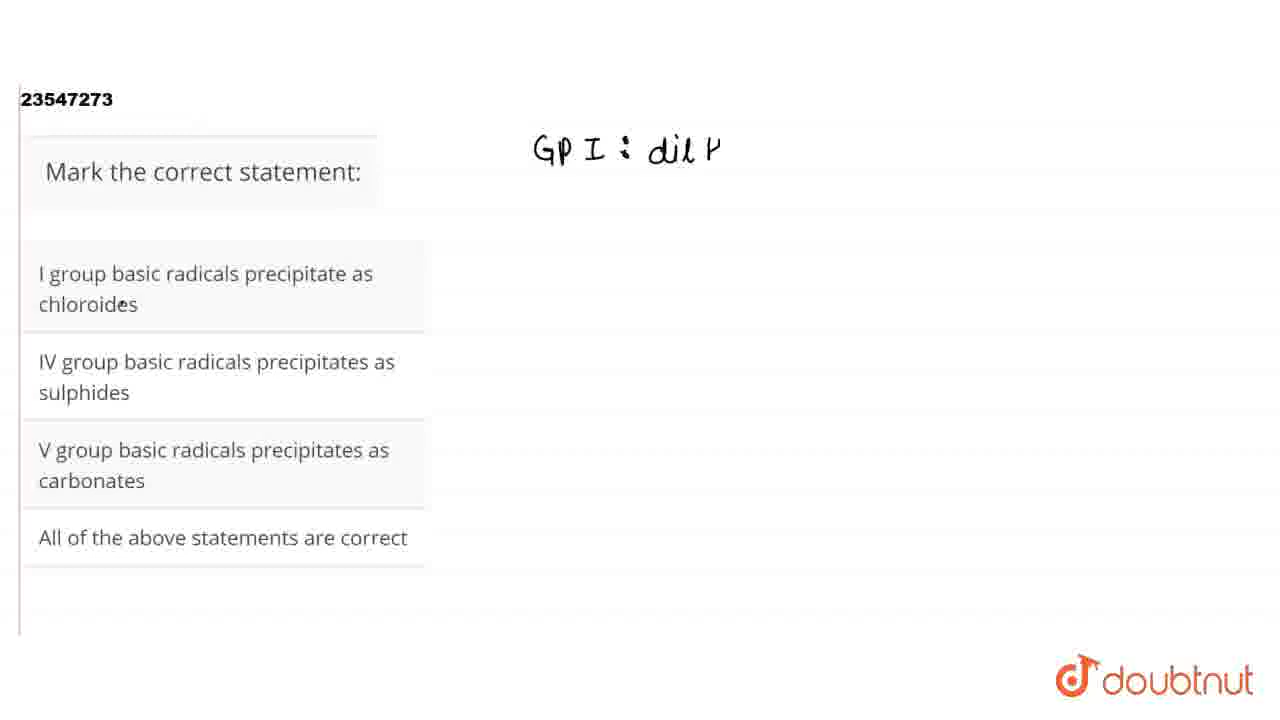 23547273
Mark the correct statement:
GP I : dil H
I group basic radicals precipitate as
chloroides
IV group basic radicals precipitates as
sulphides
V group basic radicals precipitates as
carbonates
All of the above statements are correct
doubtnut